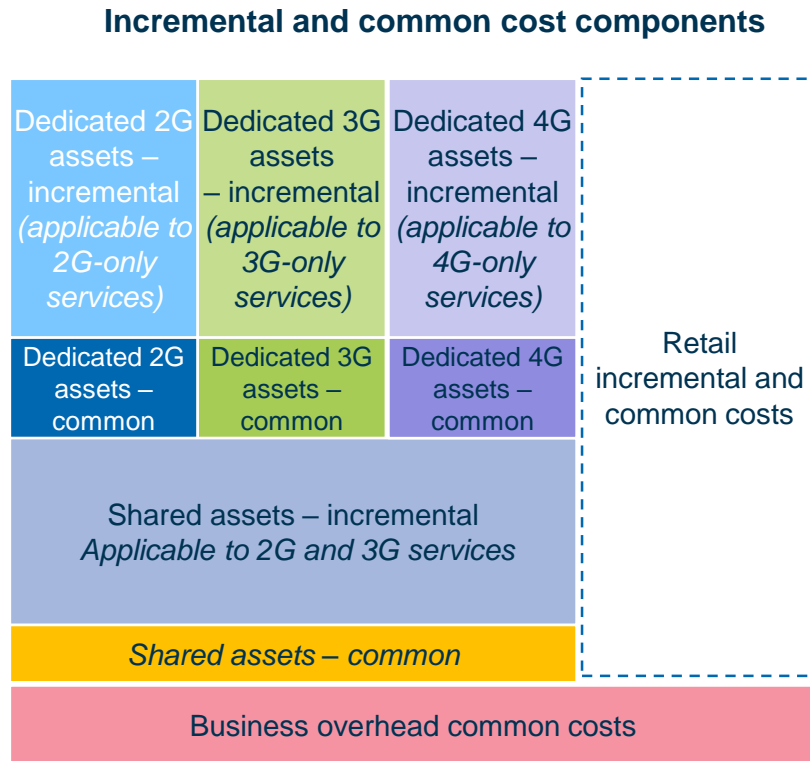 Incremental and common cost components
Dedicated 2G
assets –
incremental
(applicable to
2G-only
services)
Dedicated 3G
assets
– incremental
(applicable to
3G-only
services)
Dedicated 4G
assets –
incremental
(applicable to
4G-only
services)
Dedicated 2G
assets –
common
Dedicated 3G
assets –
common
Dedicated 4G
assets –
common
Retail
incremental and
common costs
Shared assets – incremental
Applicable to 2G and 3G services
Shared assets – common
Business overhead common costs